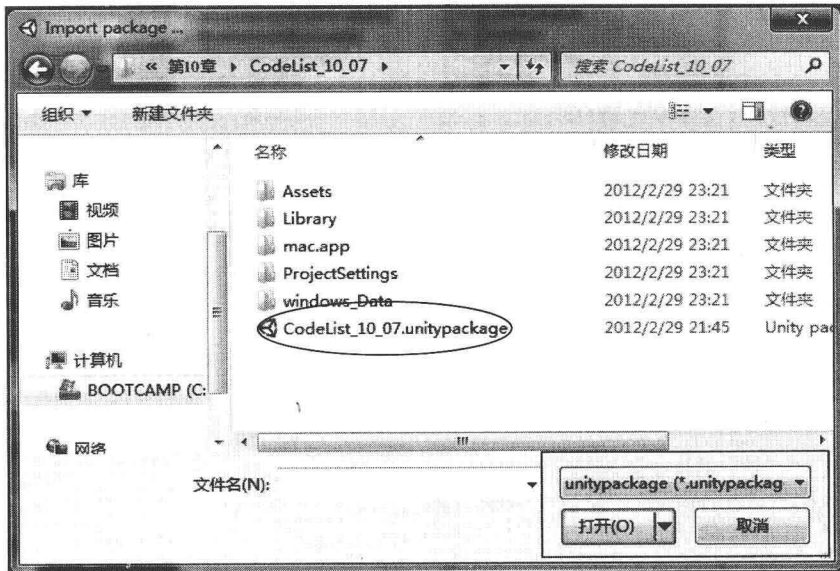 Import package ...
« 第10章 ▸ CodeList_10_07 ▸
搜索 CodeList_10_07
组织 新建文件夹
名称 修改日期 类型
库
视频
图片
文档
音乐
计算机
BOOTCAMP (C:
网络
Assets 2012/2/29 23:21 文件夹
Library 2012/2/29 23:21 文件夹
mac.app 2012/2/29 23:21 文件夹
ProjectSettings 2012/2/29 23:21 文件夹
windows_Data 2012/2/29 23:21 文件夹
CodeList_10_07.unitypackage 2012/2/29 21:45 Unity pac
文件名(N):
unitypackage (*.unitypackag
打开(O) 取消